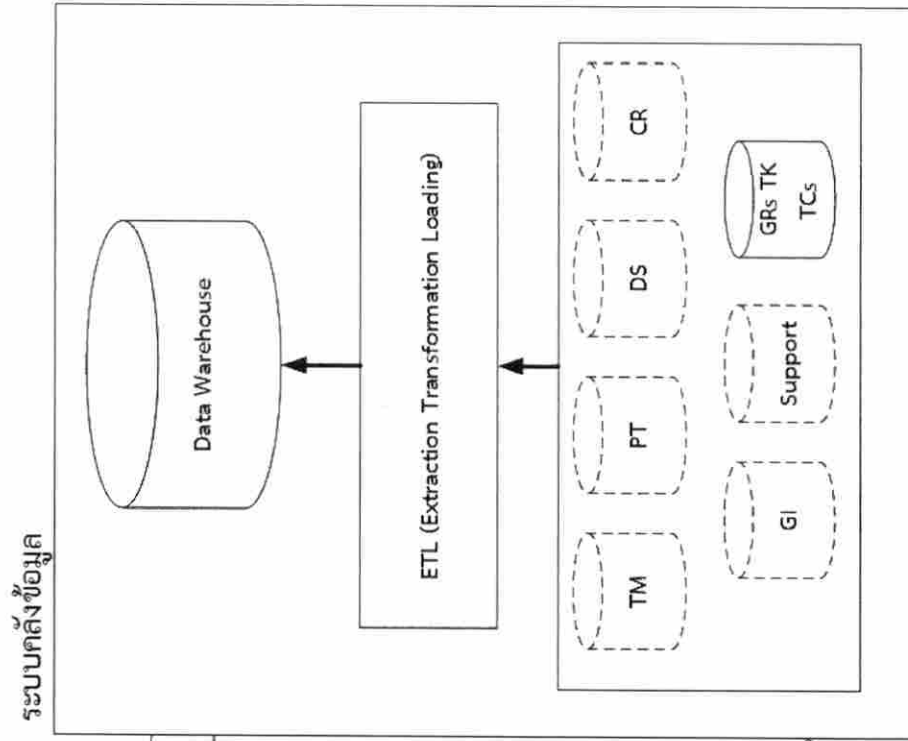 ระบบคลังข้อมูล
Data Warehouse
ETL (Extraction Transformation Loading)
TM
PT
DS
CR
GI
Support
GRs TK
TCs